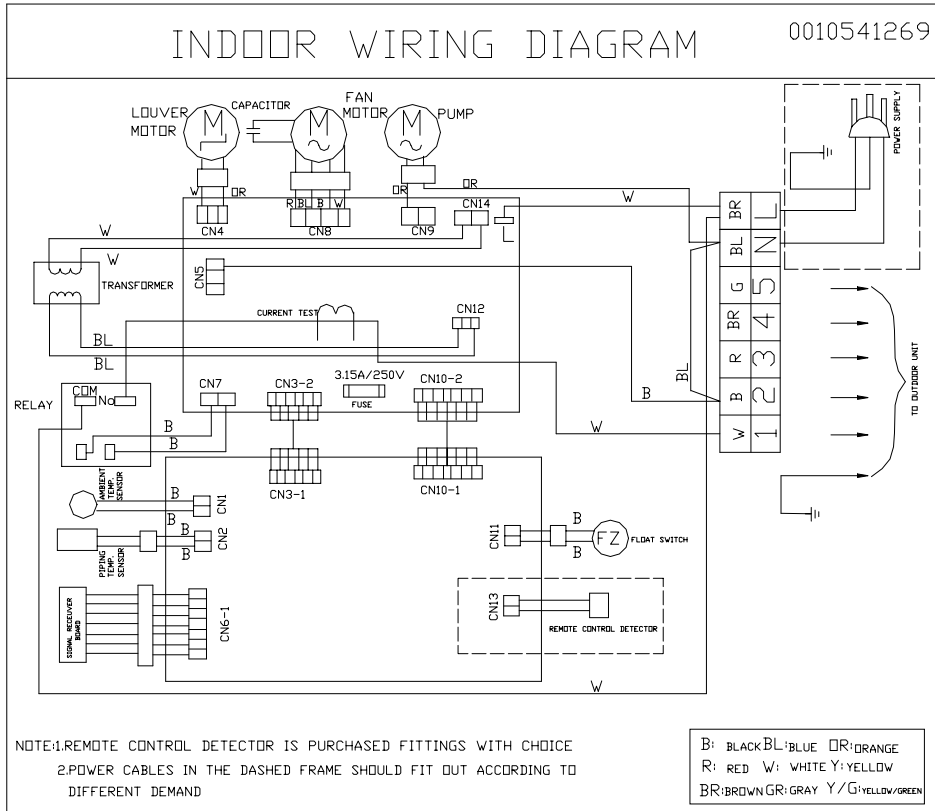 INDOOR WIRING DIAGRAM
0010541269
LOUVER MOTOR
CAPACITOR
FAN MOTOR
PUMP
M
M
M
POWER SUPPLY
W
OR
R BL B W
OR
OR
W
CN4
CN8
CN9
CN14
L
W
W
TRANSFORMER
CN5
CURRENT TEST
CN12
BL
BL
BR L
BL N
G 5
BR 4
R 3
B 2
W 1
BL
B
W
TO OUTDOOR UNIT
RELAY
COM
No
CN7
CN3-2
3.15A/250V
FUSE
CN10-2
B
B
CN3-1
CN10-1
AMBIENT TEMP. SENSOR
B
B
CN1
PIPING TEMP. SENSOR
B
B
CN2
CN11
B
B
FZ
FLOAT SWITCH
SIGNAL RECEUVER BOARD
CN6-1
CN13
REMOTE CONTROL DETECTOR
W
NOTE:1.REMOTE CONTROL DETECTOR IS PURCHASED FITTINGS WITH CHOICE
2.POWER CABLES IN THE DASHED FRAME SHOULD FIT OUT ACCORDING TO
DIFFERENT DEMAND
B: BLACK BL:BLUE OR:ORANGE
R: RED W: WHITE Y:YELLOW
BR:BROWN GR:GRAY Y/G:YELLOW/GREEN